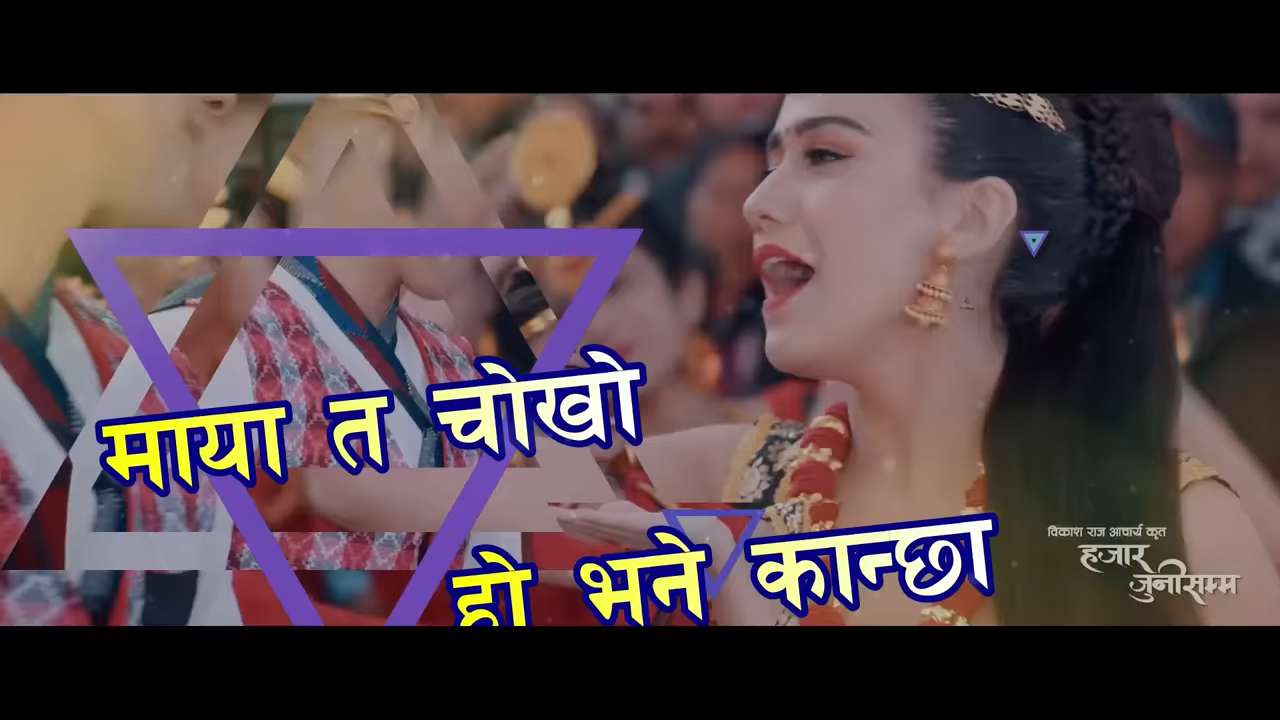 माया त चोखो
हो भने कान्छा
विकाश राज आचार्य कृत
हजार
जुनीसम्म